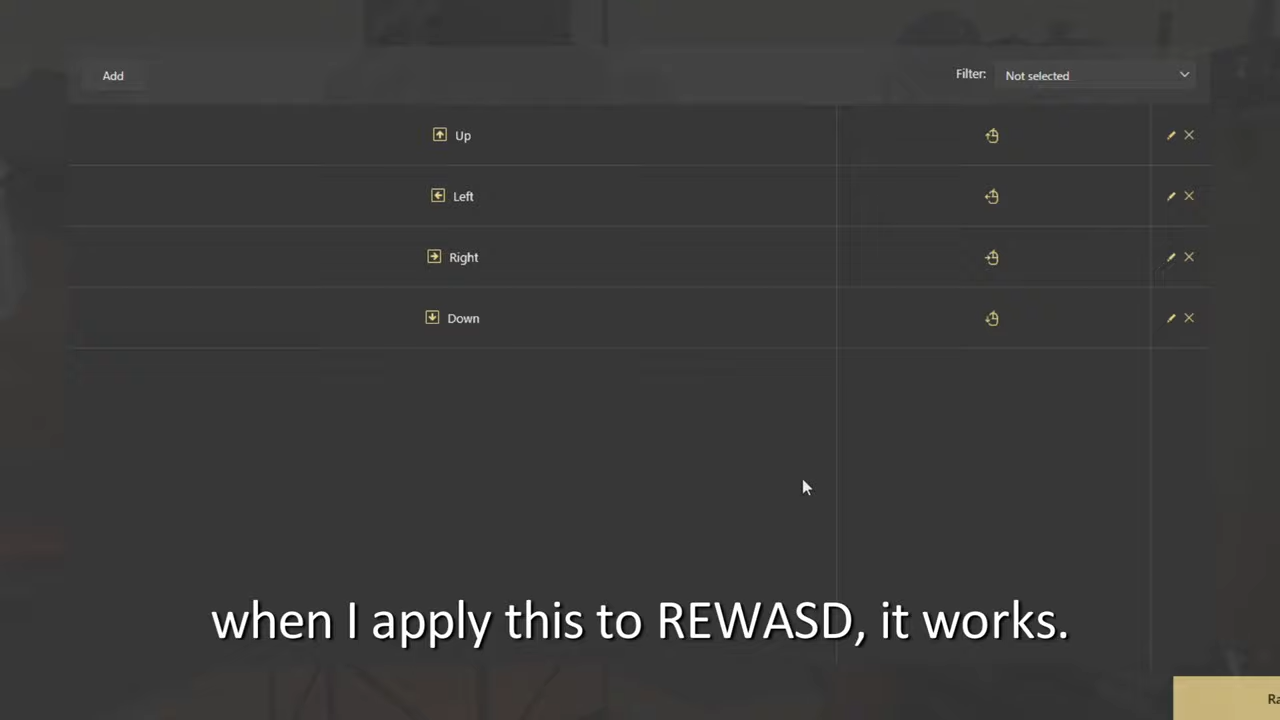 Add
Filter: Not selected
Up
Left
Right
Down
when I apply this to REWASD, it works.